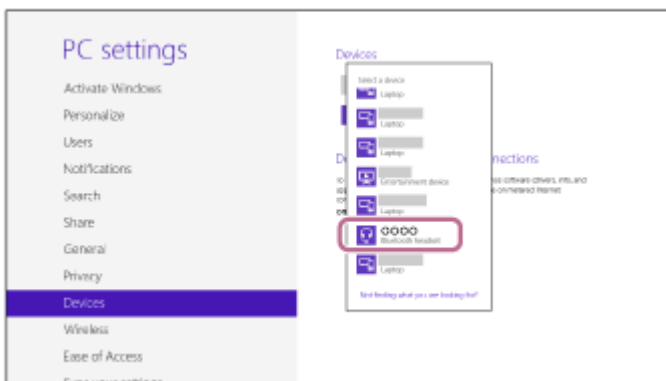 PC settings
Activate Windows
Personalize
Users
Notifications
Search
Share
General
Privacy
Devices
Wireless
Ease of Access
Devices
Select a device
Laptop
Laptop
Laptop
Entertainment device
Laptop
OOOO
Bluetooth headset
Laptop
Not finding what you are looking for?
nections